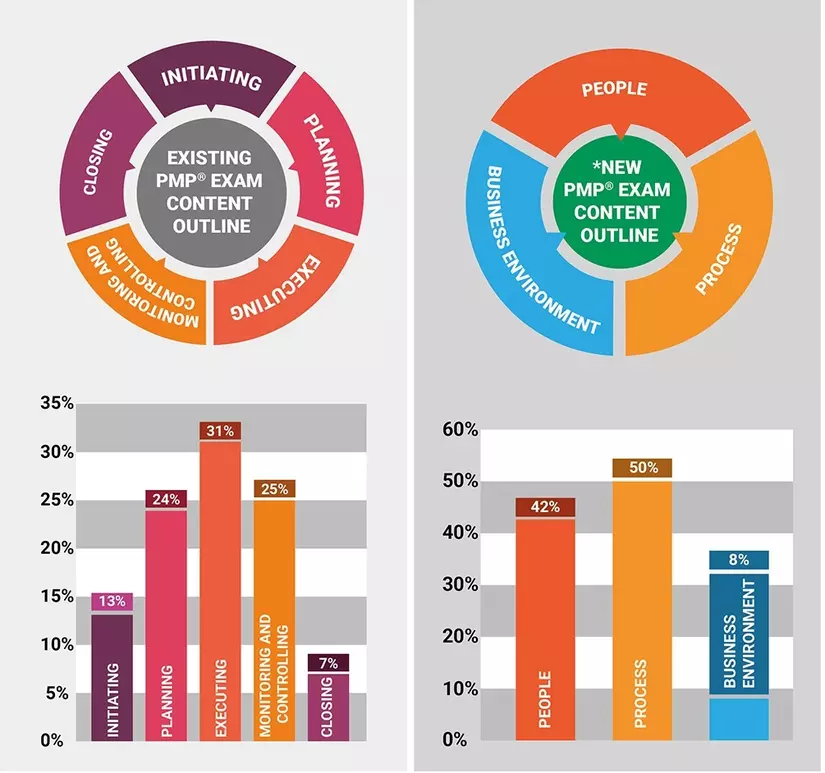 INITIATING
PLANNING
EXECUTING
MONITORING AND
CONTROLLING
CLOSING
EXISTING
PMP® EXAM
CONTENT
OUTLINE
35%
30%
25%
20%
15%
10%
5%
0%
13%
24%
31%
25%
7%
INITIATING
PLANNING
EXECUTING
MONITORING AND
CONTROLLING
CLOSING
PEOPLE
PROCESS
BUSINESS ENVIRONMENT
*NEW
PMP® EXAM
CONTENT
OUTLINE
60%
50%
40%
30%
20%
10%
0%
42%
50%
8%
PEOPLE
PROCESS
BUSINESS
ENVIRONMENT